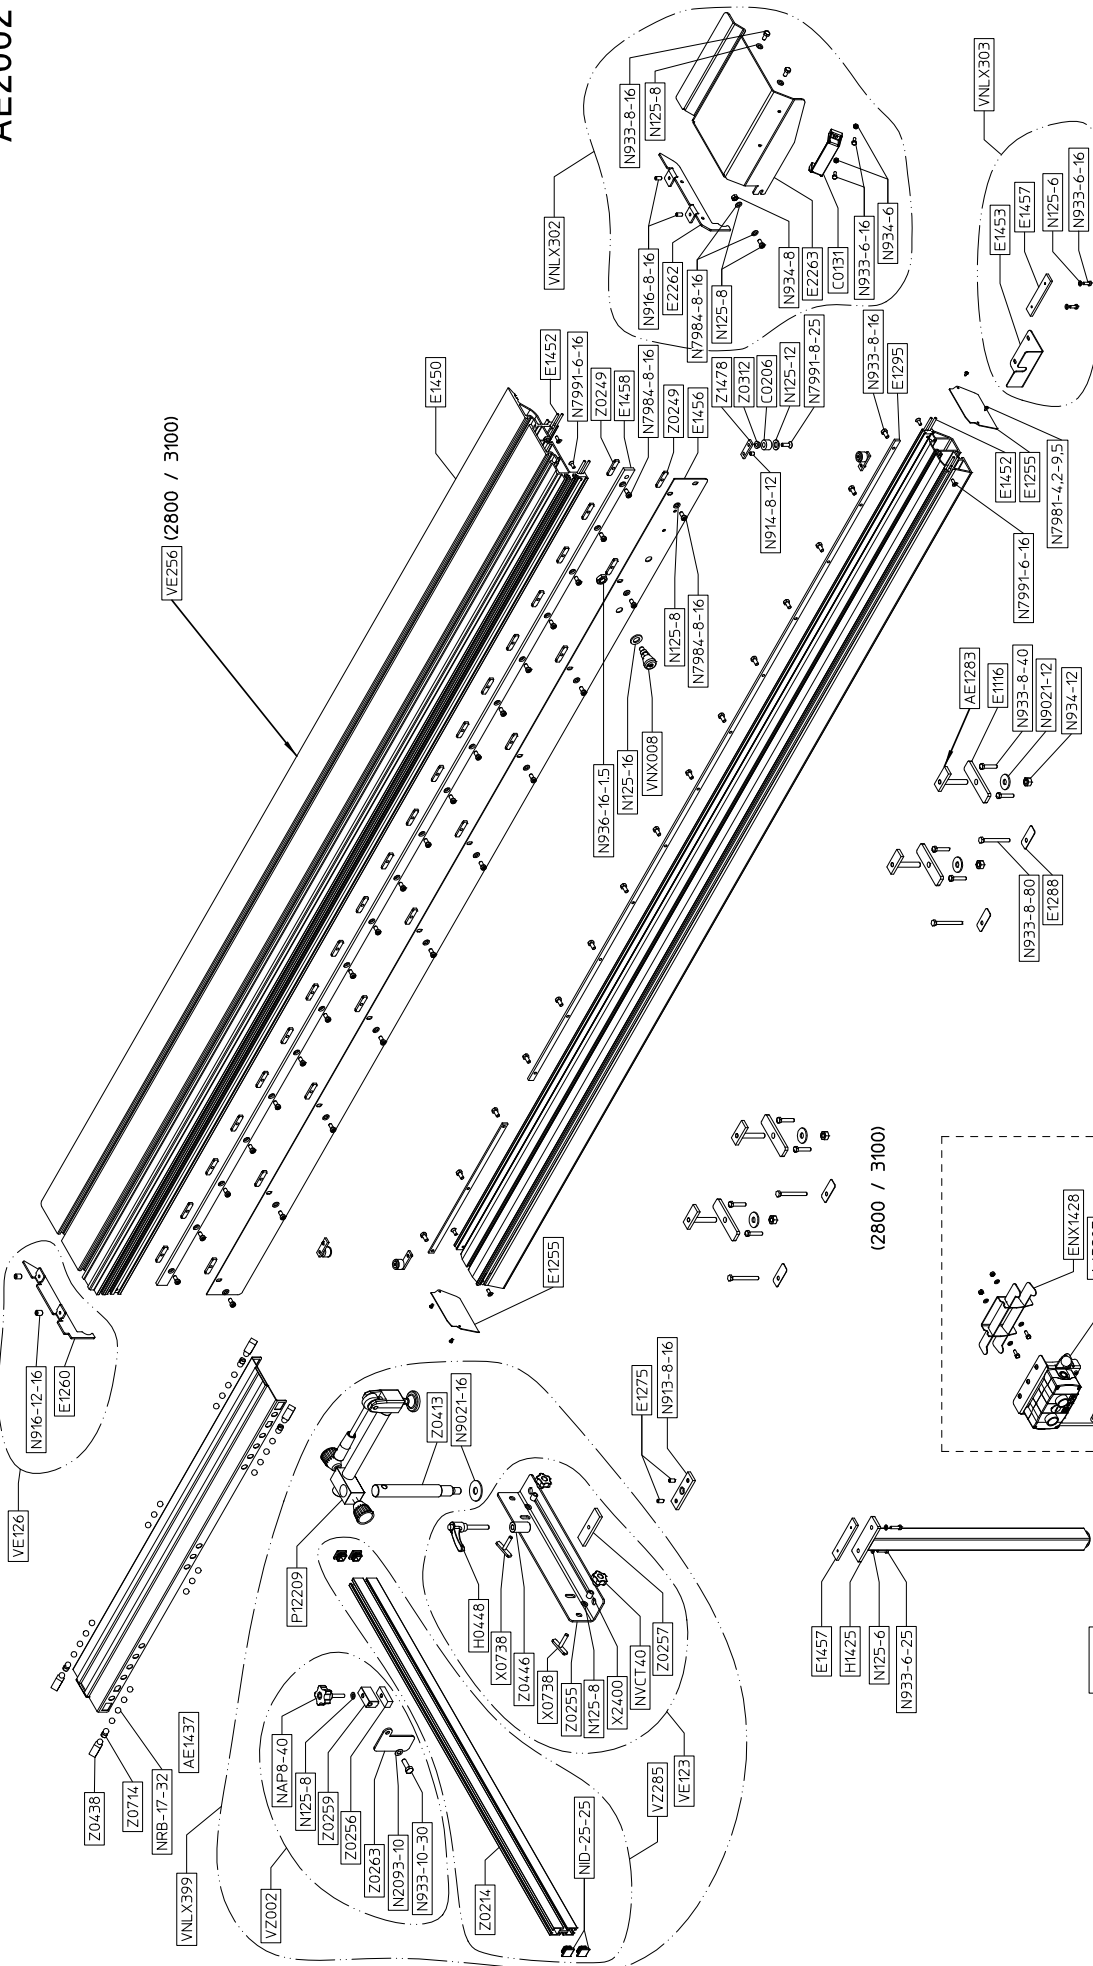 AE2002
VE256
(2800 / 3100)
E1450
E1452
N7991-6-16
Z0249
E1458
N7984-8-16
Z0249
E1456
VNLX302
N933-8-16
N125-8
N916-8-16
E2262
N7984-8-16
N125-8
N934-8
E2263
C0131
N933-6-16
N934-6
VNLX303
E1453
E1457
N125-6
N933-6-16
Z1478
Z0312
C0206
N125-12
N7991-8-25
N914-8-12
N933-8-16
E1295
E1452
E1255
N7981-4,2-9,5
N7991-6-16
N125-8
N7984-8-16
N936-16-1.5
N125-16
VNX008
AE1283
E1116
N933-8-40
N9021-12
N934-12
N933-8-80
E1288
(2800 / 3100)
ENX1428
E1255
VE126
N916-12-16
E1260
Z0438
Z0714
NRB-17-32
AE1437
VNLX399
P12209
Z0413
N9021-16
E1275
N913-8-16
VZ002
NAP8-40
N125-8
Z0259
Z0256
Z0263
N2093-10
N933-10-30
Z0214
NID-25-25
VZ285
VE123
H0448
X0738
Z0446
X0738
Z0255
N125-8
X2400
NVCT40
Z0257
E1457
H1425
N125-6
N933-6-25